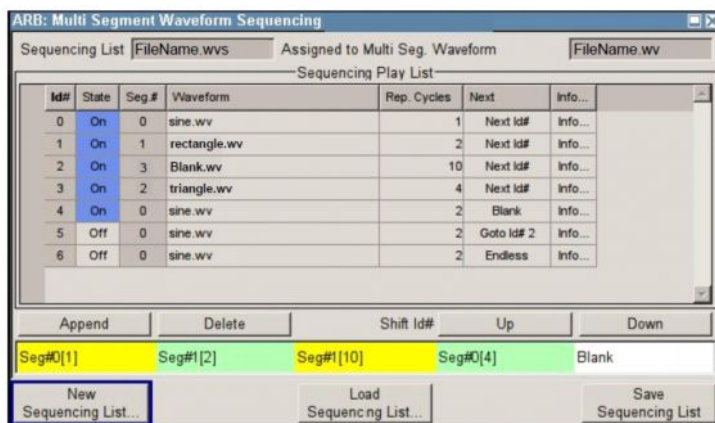 ARB: Multi Segment Waveform Sequencing
Sequencing List FileName.wvs Assigned to Multi Seg. Waveform FileName.wv
Sequencing Play List
Id# State Seg.# Waveform Rep. Cycles Next Info...
0 On 0 sine.wv 1 Next Id# Info...
1 On 1 rectangle.wv 2 Next Id# Info...
2 On 3 Blank.wv 10 Next Id# Info...
3 On 2 triangle.wv 4 Next Id# Info...
4 On 0 sine.wv 2 Blank Info...
5 Off 0 sine.wv 2 Goto Id# 2 Info...
6 Off 0 sine.wv 2 Endless Info...
Append Delete Shift Id# Up Down
Seg#0[1] Seg#1[2] Seg#1[10] Seg#0[4] Blank
New Load Save
Sequencing List... Sequencing List... Sequencing List